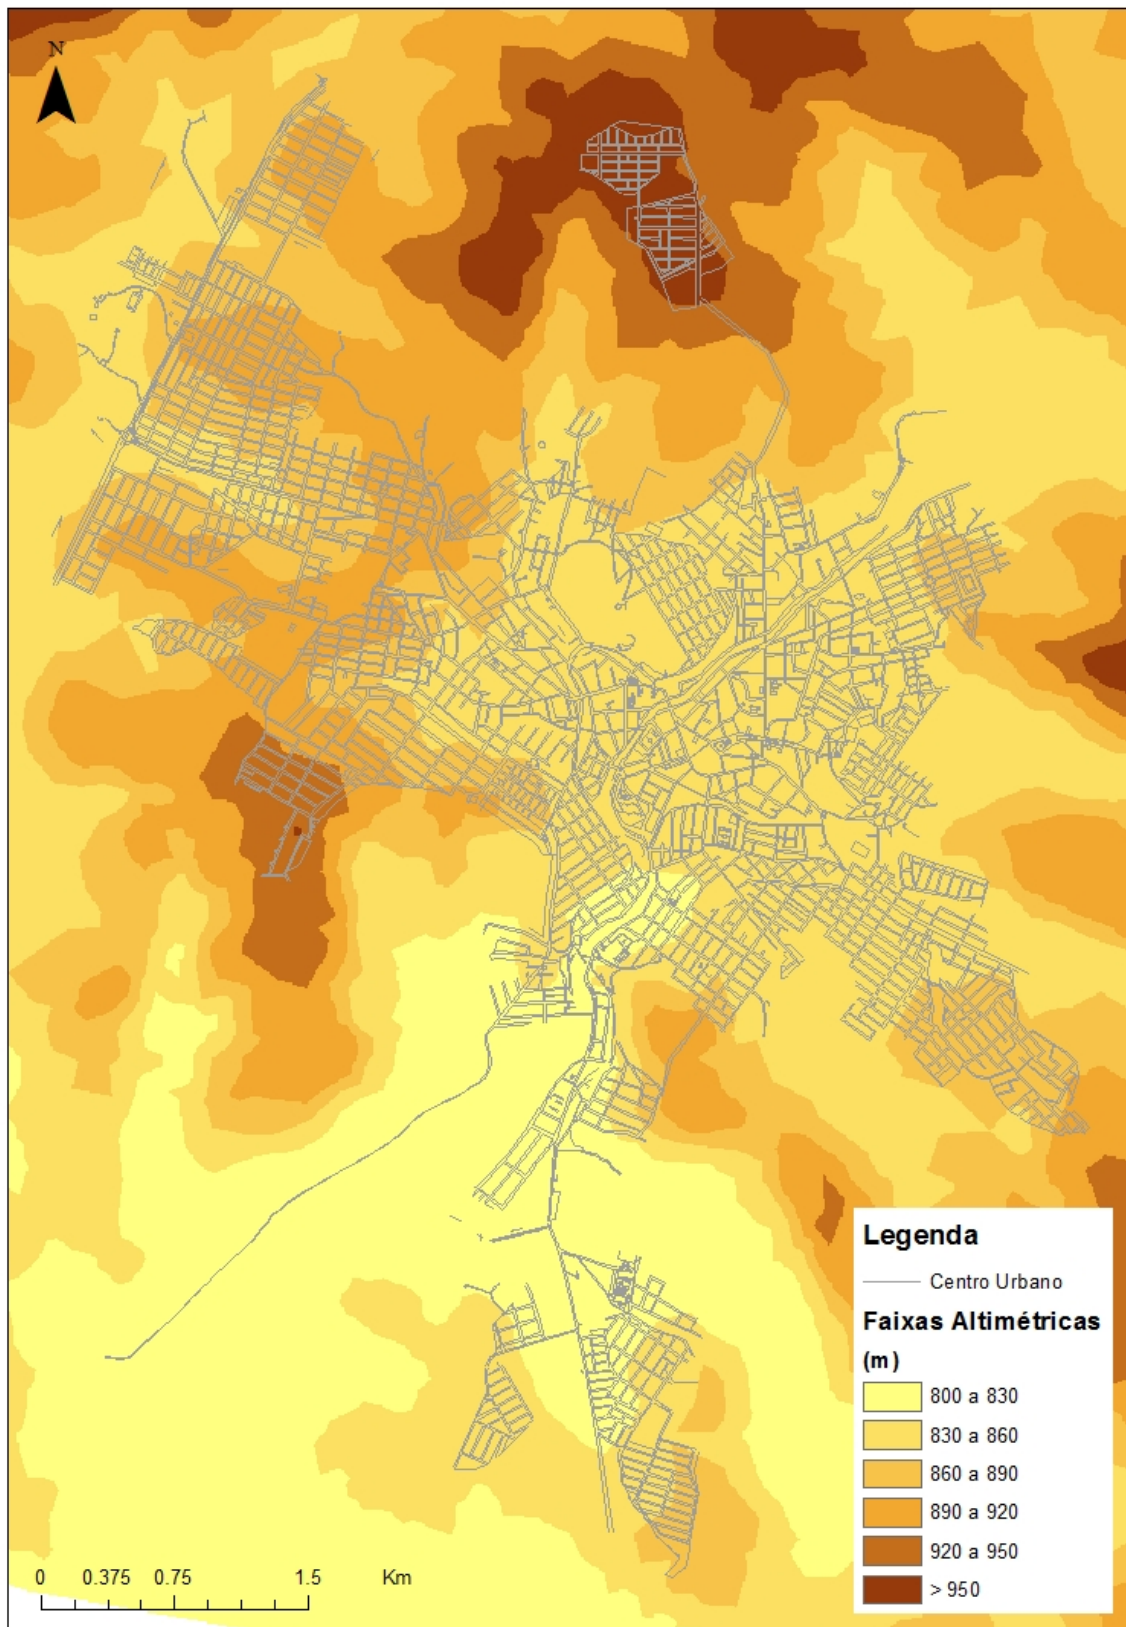 N
Legenda
Centro Urbano
Faixas Altimétricas
(m)
800 a 830
830 a 860
860 a 890
890 a 920
920 a 950
> 950
0 0.375 0.75 1.5 Km